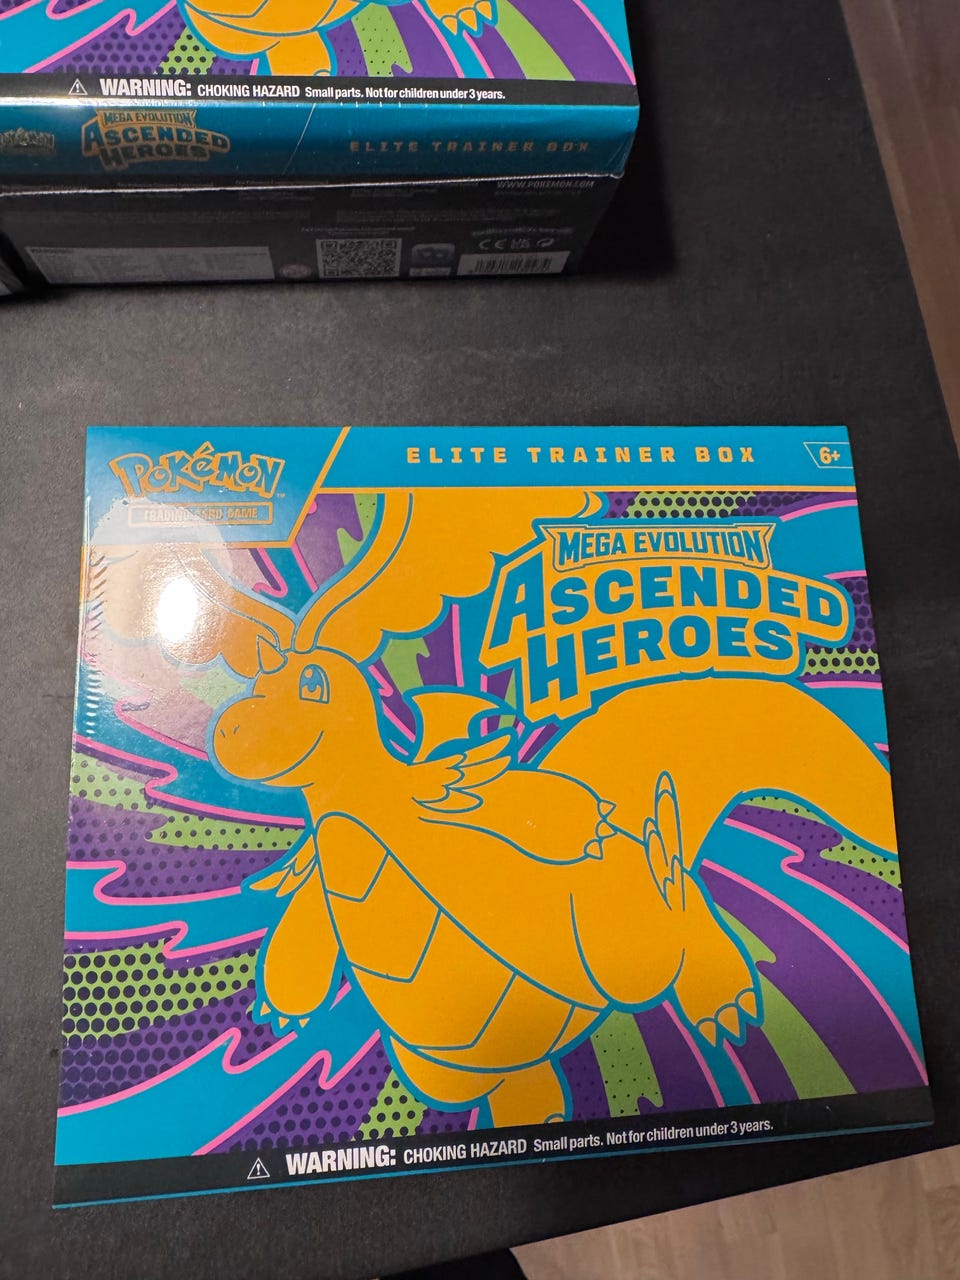 WARNING: CHOKING HAZARD Small parts. Not for children under 3 years.
POKÉMON
MEGA EVOLUTION
ASCENDED
HEROES
ELITE TRAINER BOX
WWW.POKEMON.COM
CE
ELITE TRAINER BOX
6+
POKÉMON
TRADING CARD GAME
MEGA EVOLUTION
ASCENDED
HEROES
WARNING: CHOKING HAZARD Small parts. Not for children under 3 years.